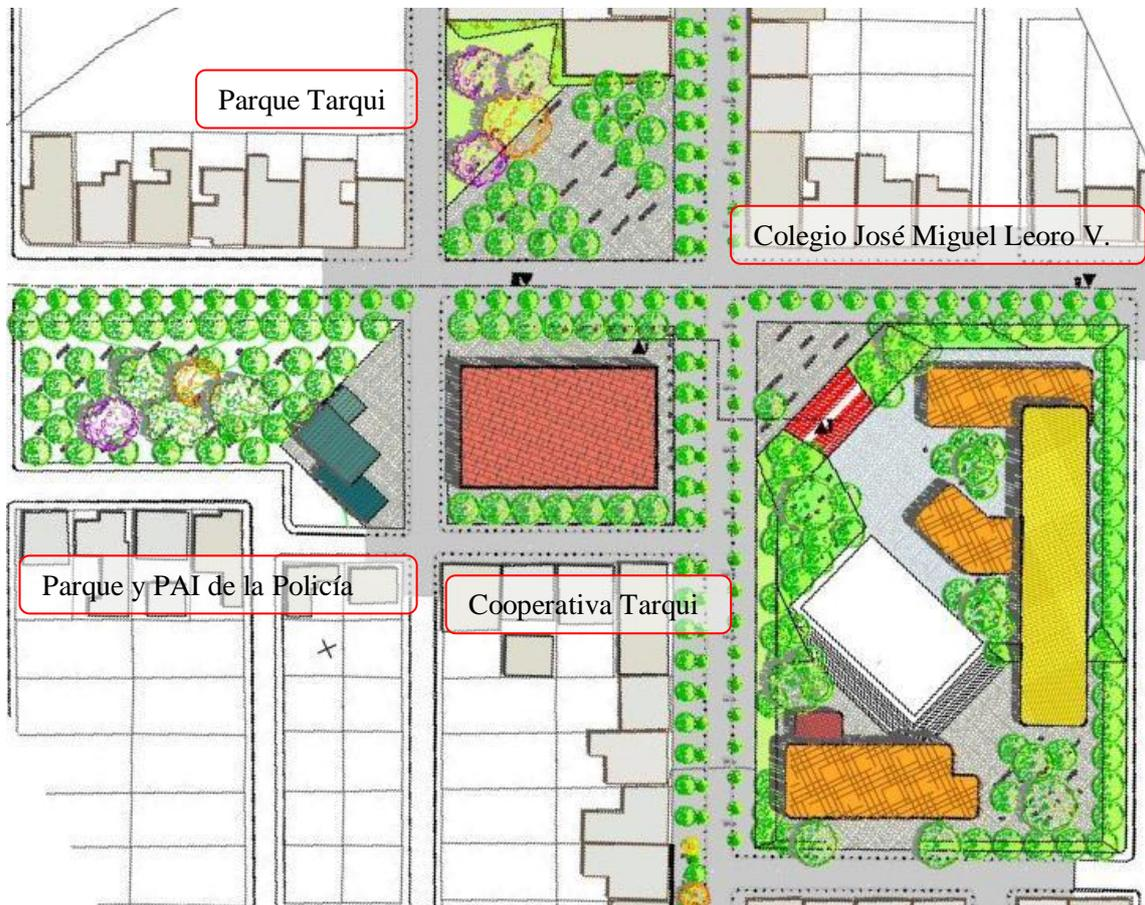 Parque Tarqui
Colegio José Miguel Leoro V.
Parque y PAI de la Policía
Cooperativa Tarqui